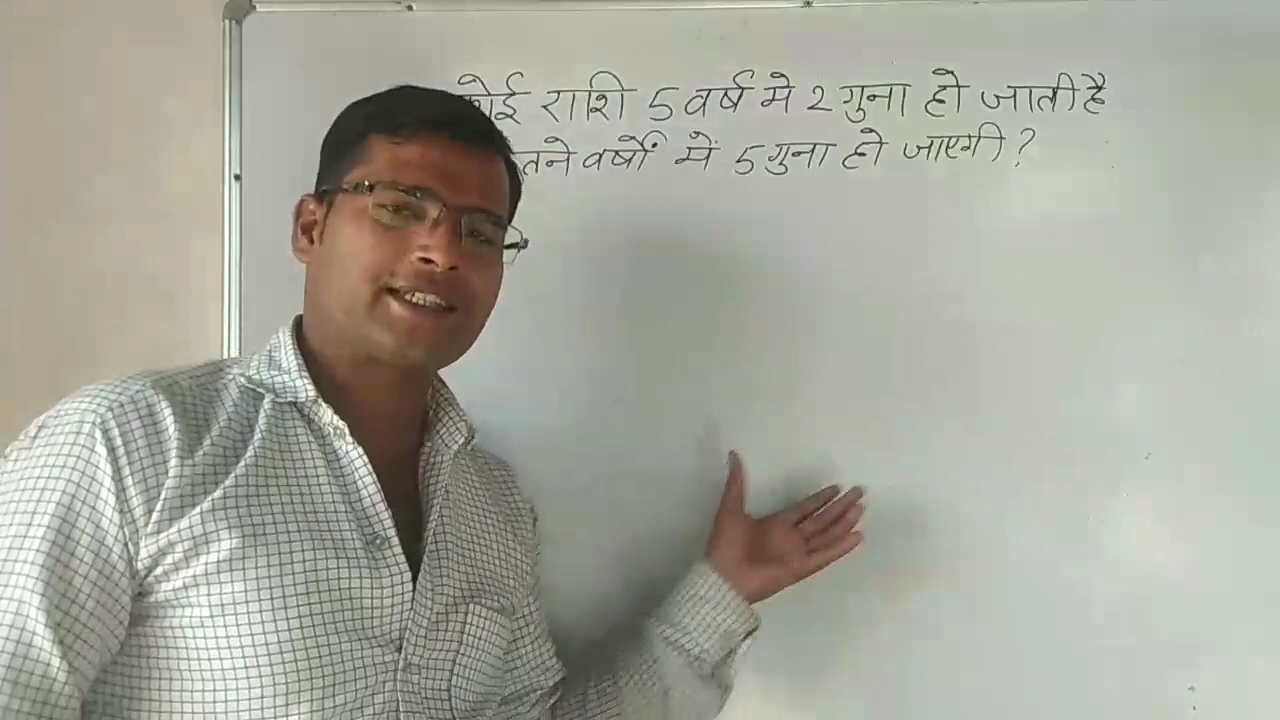 कोई राशि 5 वर्ष मे 2 गुना हो जाती है
वर्षों में 5 गुना हो जाएगी ?